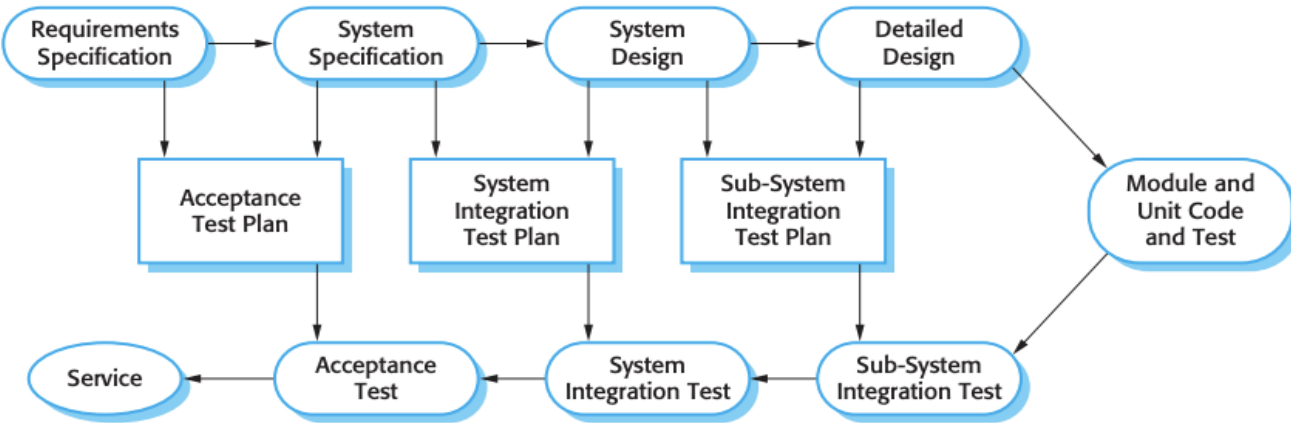 Requirements
Specification
System
Specification
System
Design
Detailed
Design
Acceptance
Test Plan
System
Integration
Test Plan
Sub-System
Integration
Test Plan
Module and
Unit Code
and Test
Service
Acceptance
Test
System
Integration Test
Sub-System
Integration Test